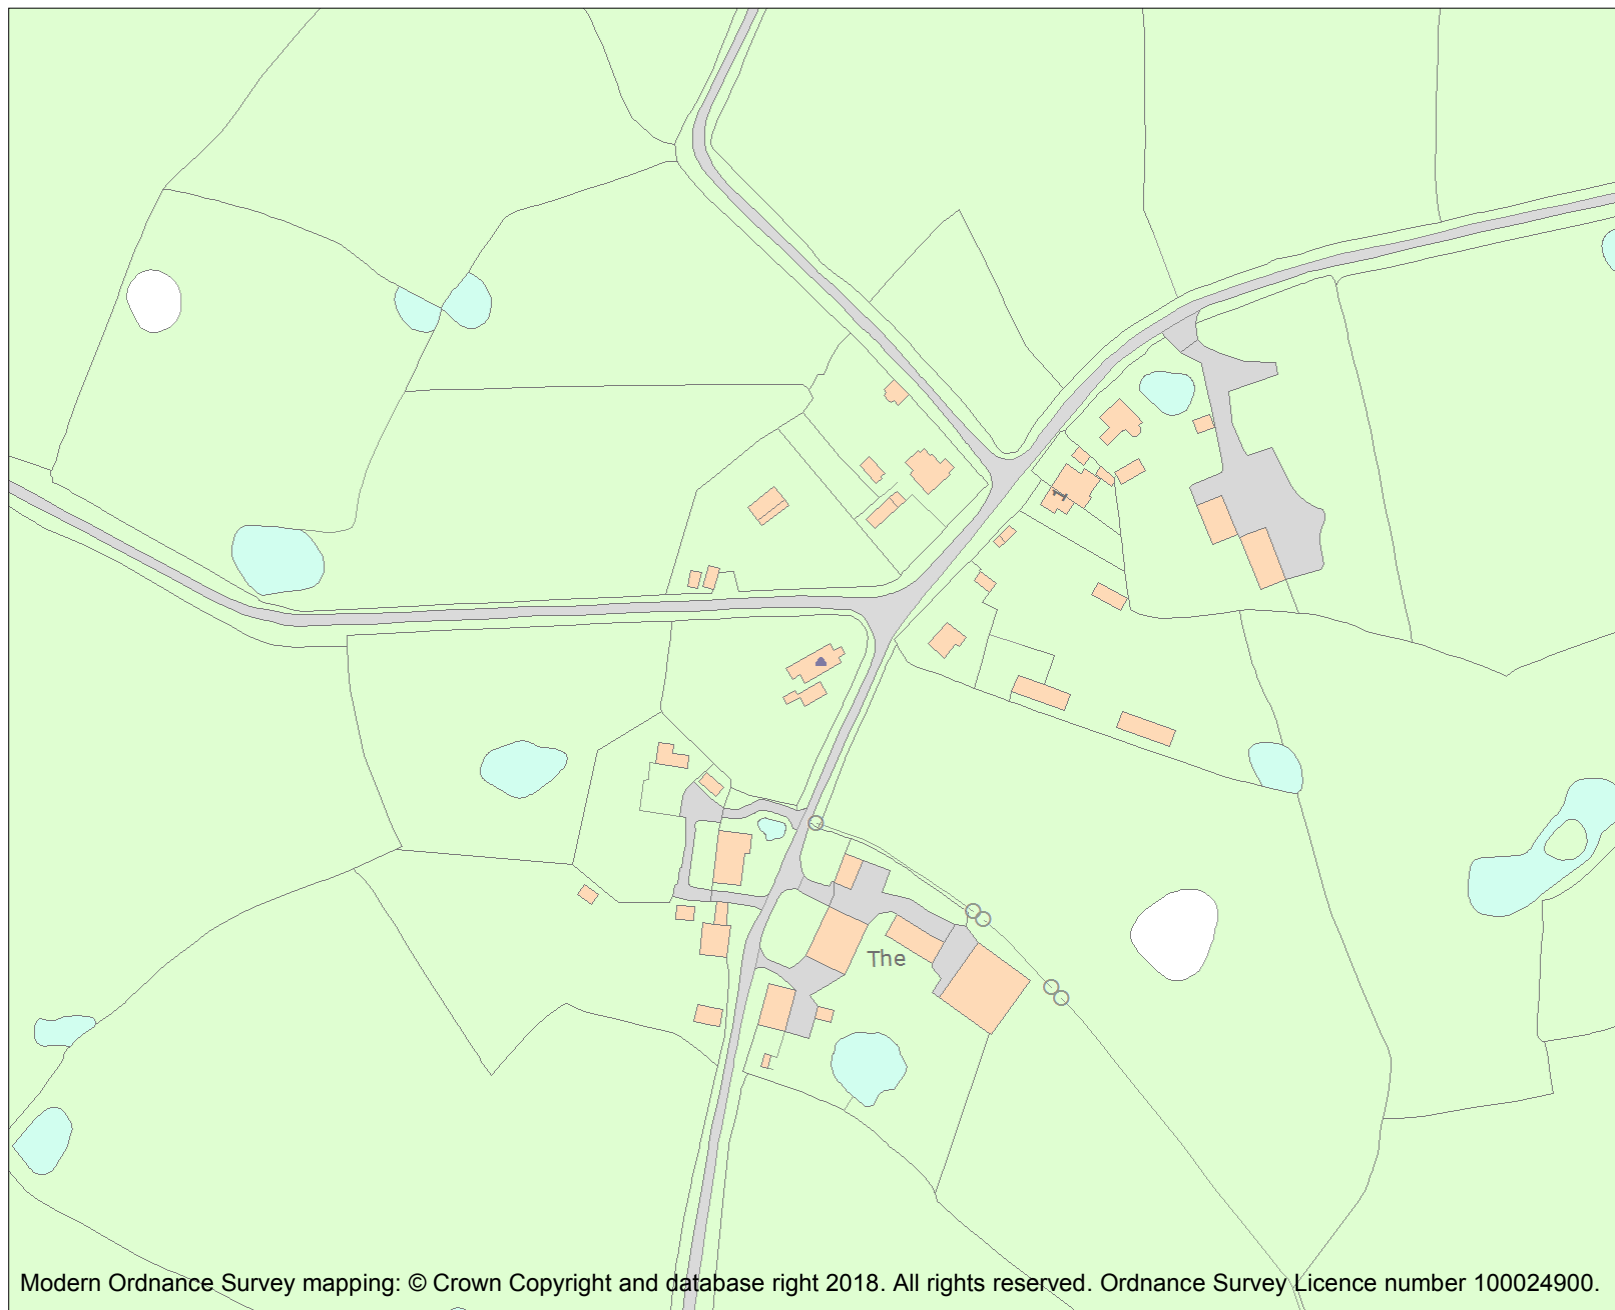 1
The
Modern Ordnance Survey mapping: © Crown Copyright and database right 2018. All rights reserved. Ordnance Survey Licence number 100024900.